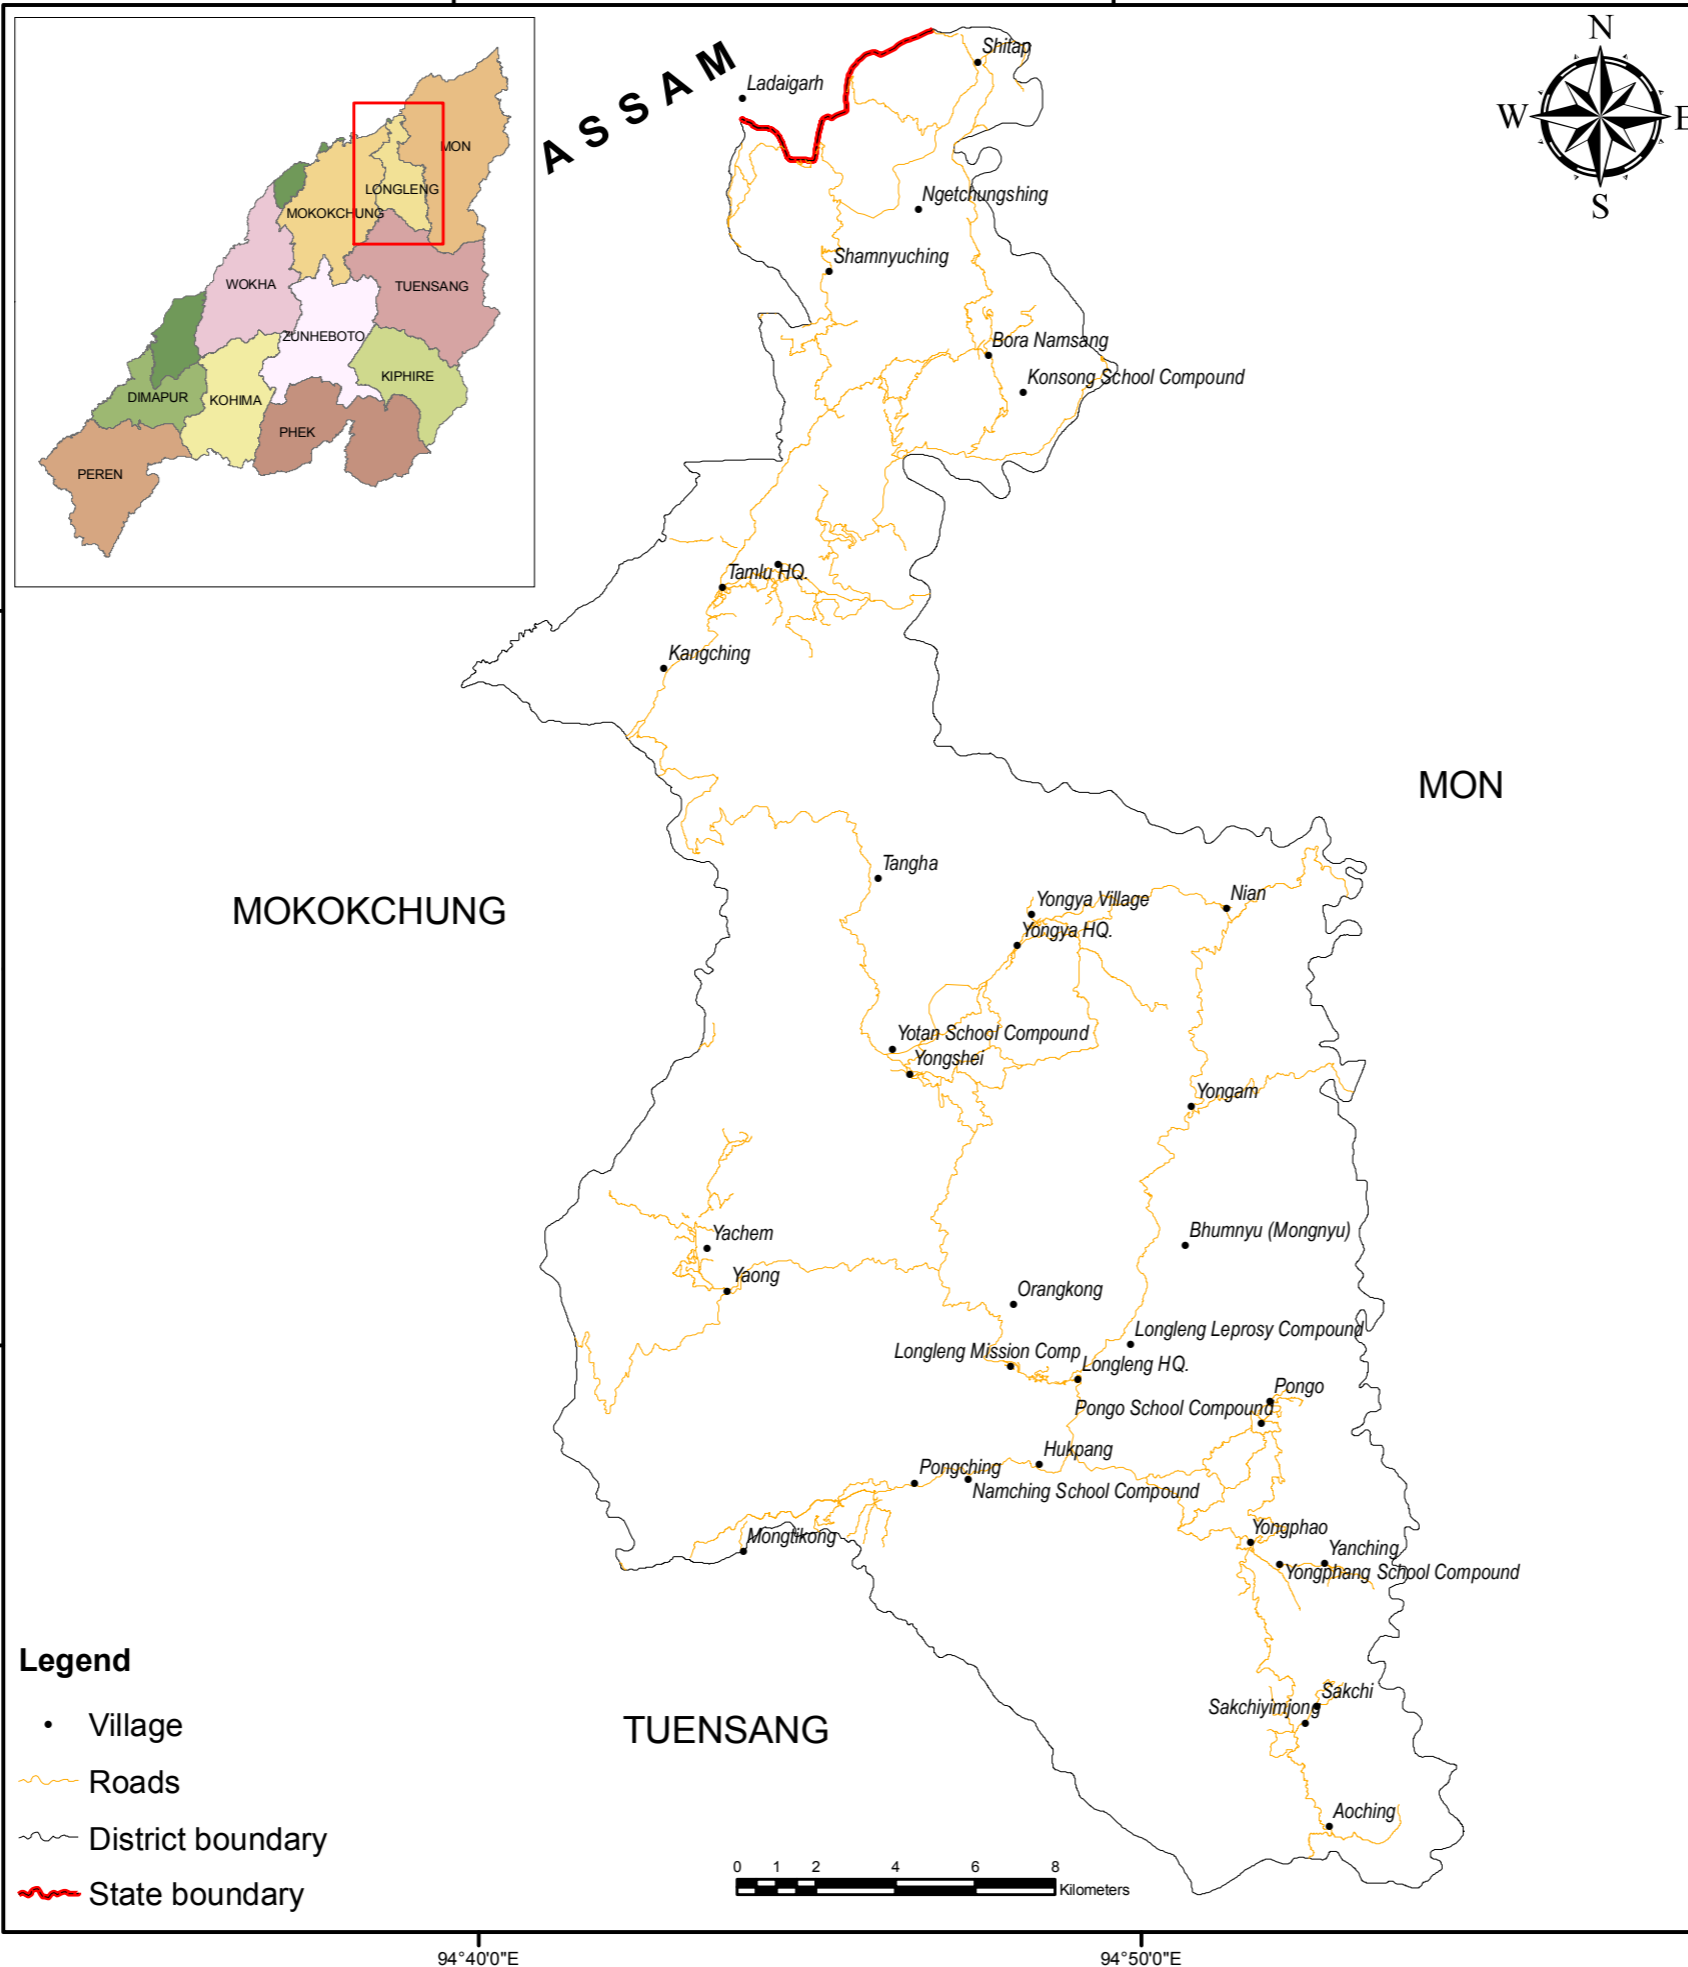 ASSAM
N
W
E
S
MON
LONGLENG
MOKOKCHUNG
WOKHA
TUENSANG
ZUNHEBOTO
KIPHIRE
DIMAPUR
KOHIMA
PHEK
PEREN
Shitap
Ladaigarh
Ngetchungshing
Shamnyuching
Bora Namsang
Konsong School Compound
Tamlu HQ.
Kangching
MON
Tangha
MOKOKCHUNG
Yongya Village
Nian
Yongya HQ.
Yotan School Compound
Yongshei
Yongam
Yachem
Bhumnyu (Mongnyu)
Yaong
Orangkong
Longleng Leprosy Compound
Longleng Mission Comp
Longleng HQ.
Pongo
Pongo School Compound
Hukpang
Pongching
Namching School Compound
Yongphao
Mongtikong
Yanching
Yongphang School Compound
Sakchi
Sakchiyimjong
TUENSANG
Aoching
Legend
Village
Roads
District boundary
State boundary
0 1 2 4 6 8
Kilometers
94°40'0"E
94°50'0"E